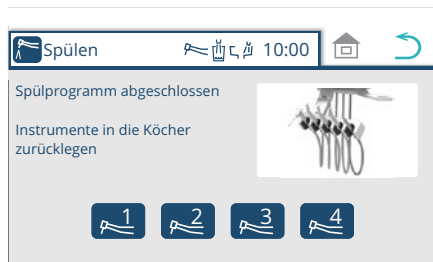 Spülen 10:00
Spülprogramm abgeschlossen
Instrumente in die Köcher
zurücklegen
1 2 3 4